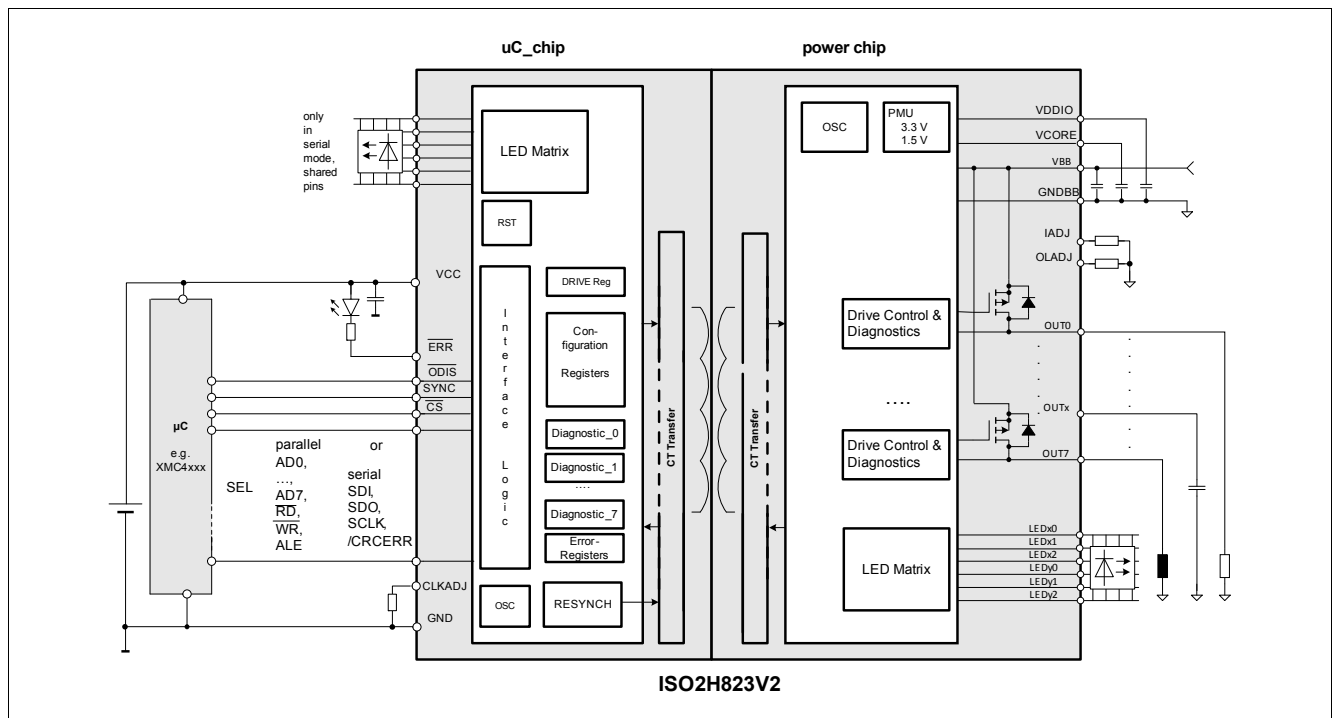 uC_chip
power chip
only
in
serial
mode,
shared
pins
LED Matrix
RST
VCC
ERR
ODIS
SYNC
CS
µC
e.g.
XMC4xxx
SEL
parallel
AD0,
…,
AD7,
RD,
WR,
ALE
or
serial
SDI,
SDO,
SCLK,
/CRCERR
CLKADJ
GND
Interface Logic
DRIVE Reg
Con-
figuration
Registers
Diagnostic_0
Diagnostic_1
....
Diagnostic_7
Error-
Registers
OSC
RESYNCH
CT Transfer
CT Transfer
OSC
PMU
3.3 V
1.5 V
Drive Control &
Diagnostics
....
Drive Control &
Diagnostics
LED Matrix
VDDIO
VCORE
VBB
GNDBB
IADJ
OLADJ
OUT0
OUTx
OUT7
LEDx0
LEDx1
LEDx2
LEDy0
LEDy1
LEDy2
ISO2H823V2